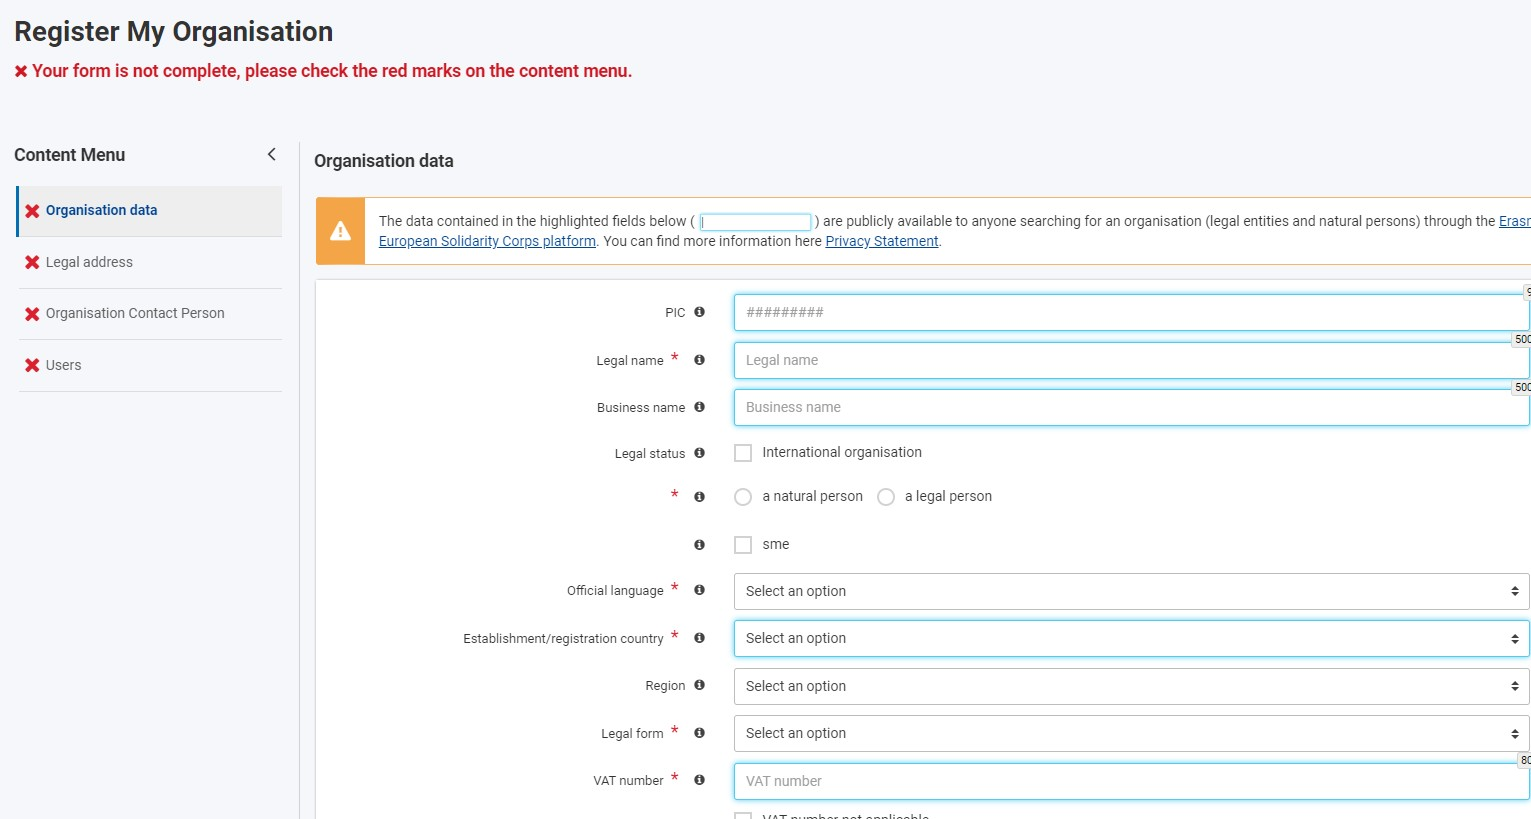 Register My Organisation
Your form is not complete, please check the red marks on the content menu.
Content Menu
Organisation data
Legal address
Organisation Contact Person
Users
Organisation data
The data contained in the highlighted fields below ( ) are publicly available to anyone searching for an organisation (legal entities and natural persons) through the
European Solidarity Corps platform. You can find more information here Privacy Statement.
PIC #########
Legal name * Legal name
500
Business name Business name
500
Legal status International organisation
* a natural person a legal person
sme
Official language * Select an option
Establishment/registration country * Select an option
Region Select an option
Legal form * Select an option
VAT number * VAT number
80
VAT number not applicable